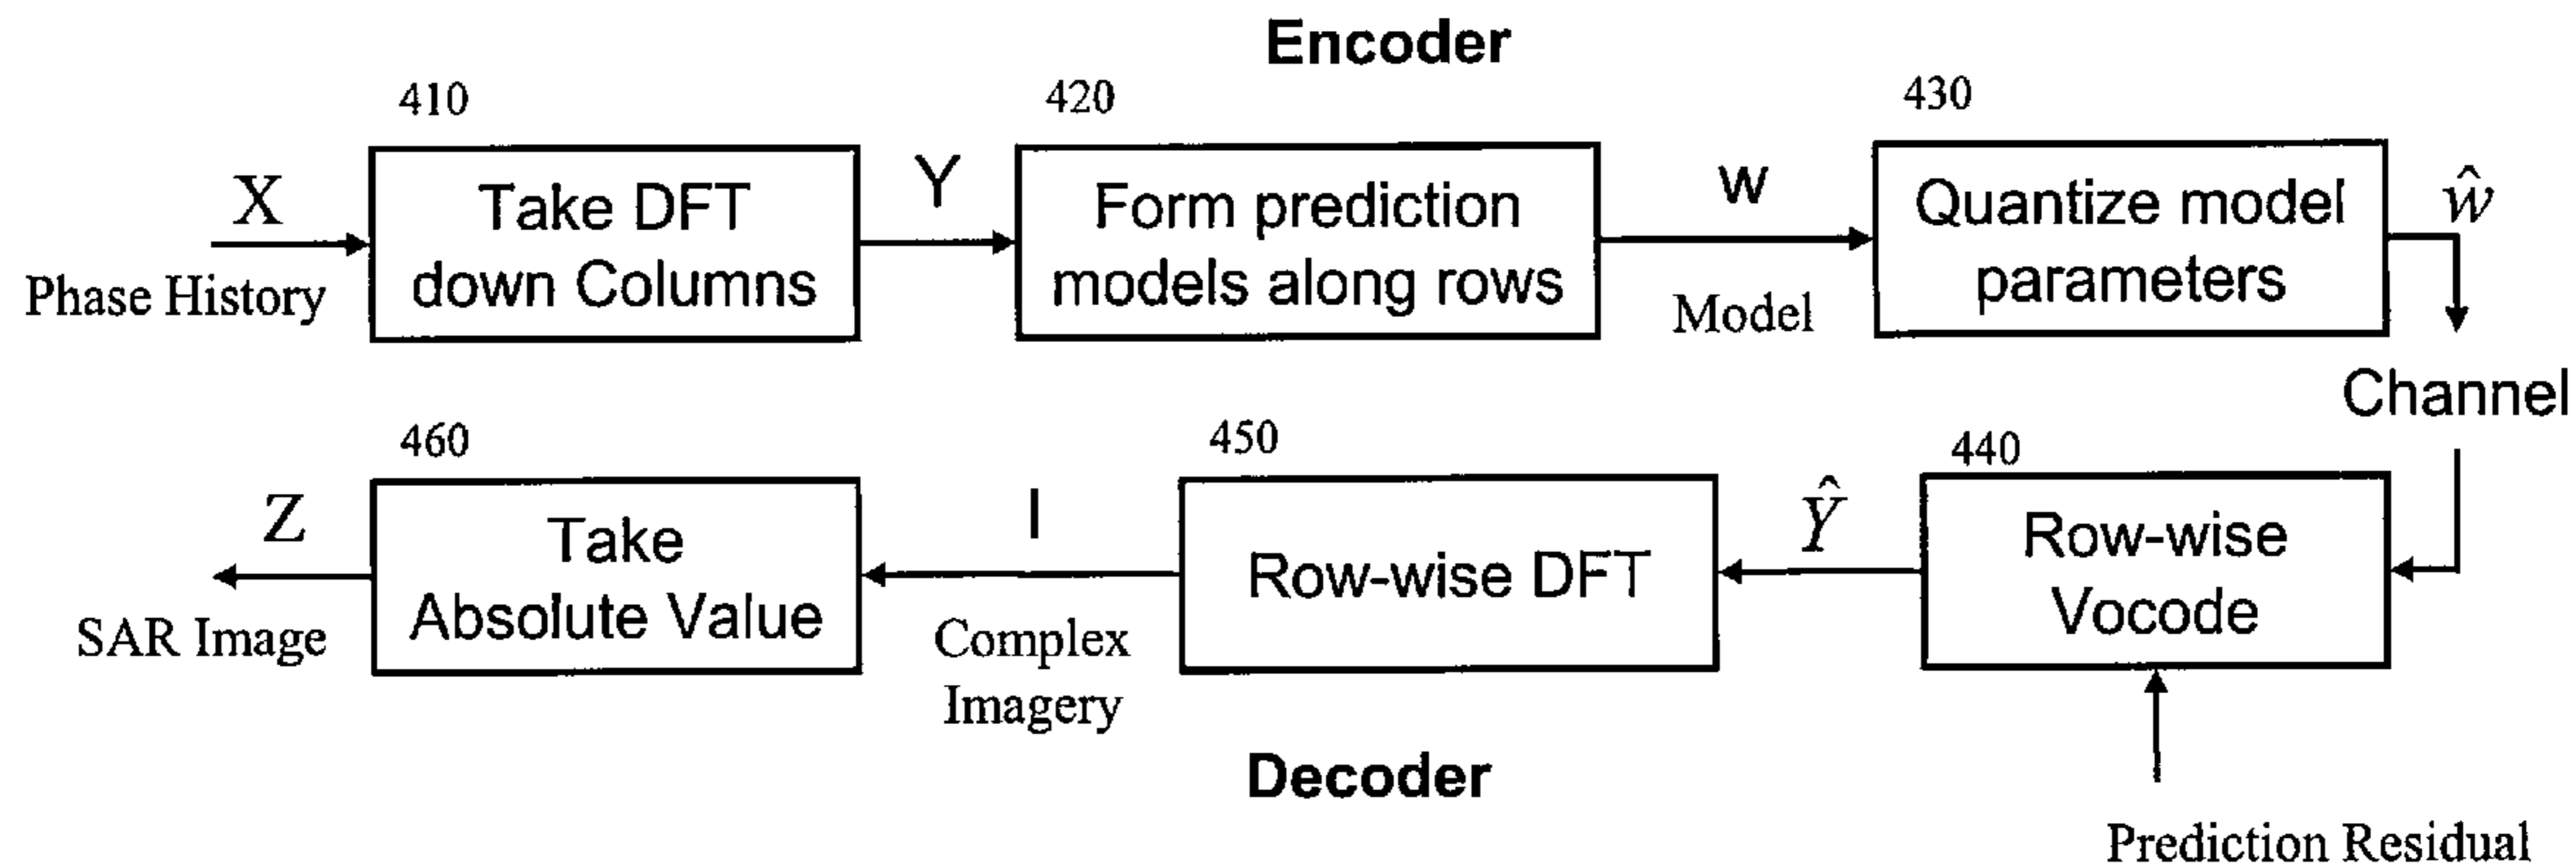 Encoder
410
420
430
X
Phase History
Take DFT
down Columns
Y
Form prediction
models along rows
w
Model
Quantize model
parameters
ŵ
Channel
460
450
440
Z
SAR Image
Take
Absolute Value
I
Complex
Imagery
Row-wise DFT
Ŷ
Row-wise
Vocode
Decoder
Prediction Residual